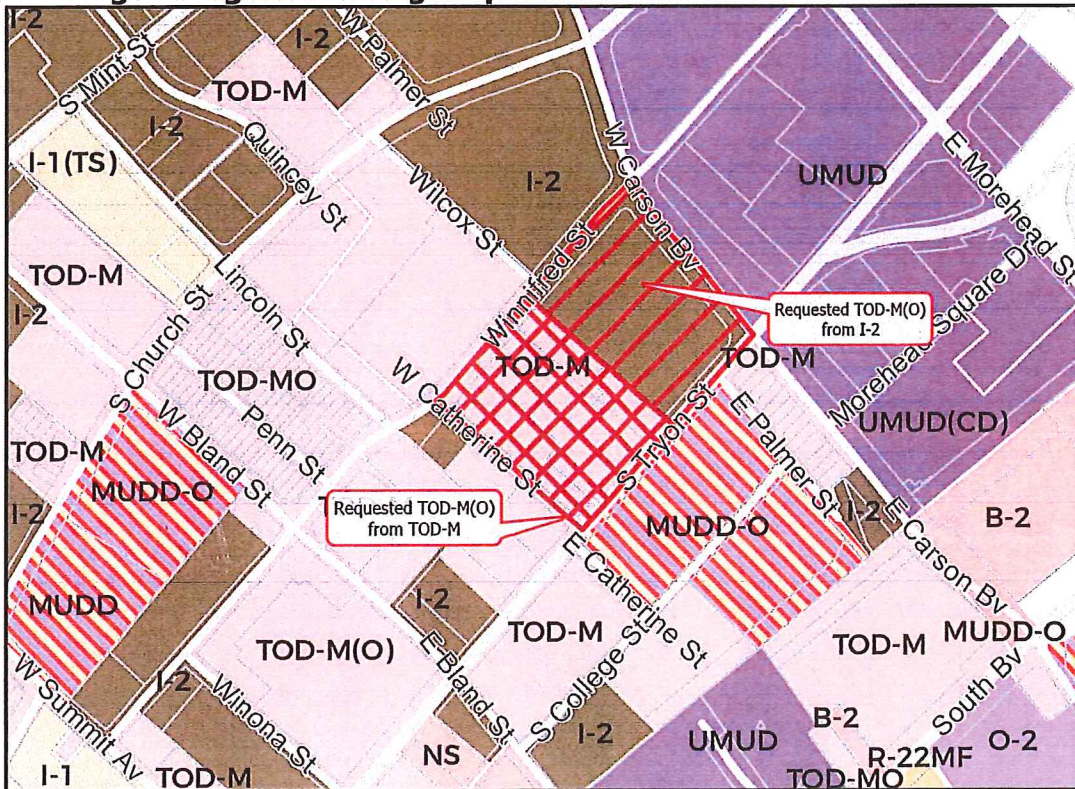 I-2
I-2
W Palmer St
S Mint St
TOD-M
I-2
I-1(TS)
Quincey St
I-2
Wilcox St
W Carson Bv
UMUD
E Morehead St
TOD-M
I-2
Lincoln St
Winnifred St
Requested TOD-M(O)
from I-2
Morehead Square D
S Church St
TOD-MO
TOD-M
TOD-M
W Catherine St
Penn St
W Bland St
S Tryon St
E Palmer St
UMUD(CD)
TOD-M
MUDD-O
I-2
Requested TOD-M(O)
from TOD-M
MUDD-O
I-2
E Carson Bv
B-2
E Catherine St
MUDD
I-2
TOD-M
TOD-M
MUDD-O
TOD-M(O)
E Bland St
S College St
South Bv
W Summit Av
I-2
Winona St
I-2
UMUD
B-2
O-2
R-22MF
I-1
TOD-M
NS
TOD-MO